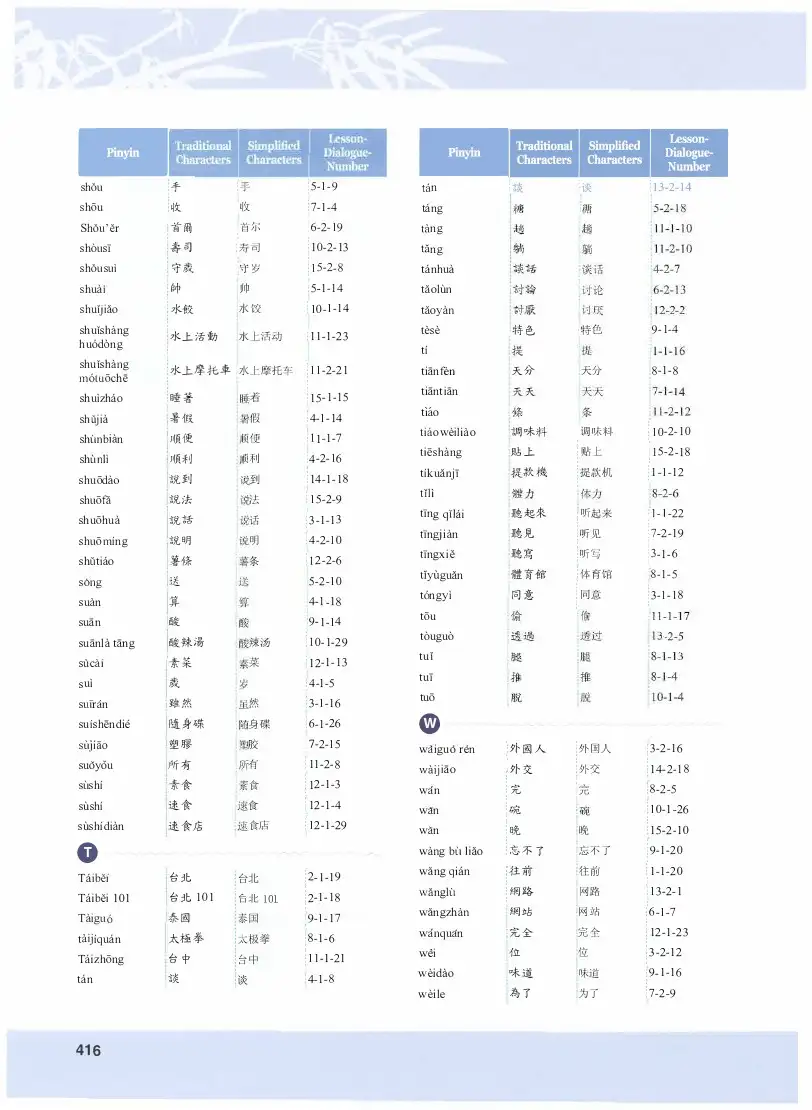 Pinyin Traditional Characters Simplified Characters Lesson-Dialogue-Number
shǒu 手 手 5-1-9
shōu 收 收 7-1-4
Shǒu’ěr 首爾 首尔 6-2-19
shòusī 壽司 寿司 10-2-13
shǒusuì 守歲 守岁 15-2-8
shuài 帥 帅 5-1-14
shuǐjiǎo 水餃 水饺 10-1-14
shuǐshàng huódòng 水上活動 水上活动 11-1-23
shuǐshàng mótuōchē 水上摩托車 水上摩托车 11-2-21
shuìzháo 睡著 睡着 15-1-15
shǔjià 暑假 暑假 4-1-14
shùnbiàn 順便 顺便 11-1-7
shùnlì 順利 顺利 4-2-16
shuōdào 說到 说到 14-1-18
shuōfǎ 說法 说法 15-2-9
shuōhuà 說話 说话 3-1-13
shuōmíng 說明 说明 4-2-10
shǔtiáo 薯條 薯条 12-2-6
sòng 送 送 5-2-10
suàn 算 算 4-1-18
suān 酸 酸 9-1-14
suānlà tāng 酸辣湯 酸辣汤 10-1-29
sùcài 素菜 素菜 12-1-13
suì 歲 岁 4-1-5
suīrán 雖然 虽然 3-1-16
suíshēndié 隨身碟 随身碟 6-1-26
sùjiāo 塑膠 塑胶 7-2-15
suǒyǒu 所有 所有 11-2-8
sùshí 素食 素食 12-1-3
sùshí 速食 速食 12-1-4
sùshídiàn 速食店 速食店 12-1-29
T
Táiběi 台北 台北 2-1-19
Táiběi 101 台北 101 台北 101 2-1-18
Tàiguó 泰國 泰国 9-1-17
tàijíquán 太極拳 太极拳 8-1-6
Táizhōng 台中 台中 11-1-21
tán 談 谈 4-1-8
Pinyin Traditional Characters Simplified Characters Lesson-Dialogue-Number
tán 談 谈 13-2-14
táng 糖 糖 5-2-18
tàng 趟 趟 11-1-10
tǎng 躺 躺 11-2-10
tánhuà 談話 谈话 4-2-7
tǎolùn 討論 讨论 6-2-13
tǎoyàn 討厭 讨厌 12-2-2
tèsè 特色 特色 9-1-4
tí 提 提 1-1-16
tiānfèn 天分 天分 8-1-8
tiāntiān 天天 天天 7-1-14
tiáo 條 条 11-2-12
tiáowèiliào 調味料 调味料 10-2-10
tiēshàng 貼上 贴上 15-2-18
tíkuǎnjī 提款機 提款机 1-1-12
tǐlì 體力 体力 8-2-6
tīng qǐlái 聽起來 听起来 1-1-22
tīngjiàn 聽見 听见 7-2-19
tīngxiě 聽寫 听写 3-1-6
tǐyùguǎn 體育館 体育馆 8-1-5
tóngyì 同意 同意 3-1-18
tōu 偷 偷 11-1-17
tòuguò 透過 透过 13-2-5
tuǐ 腿 腿 8-1-13
tuī 推 推 8-1-4
tuō 脫 脱 10-1-4
W
wàiguó rén 外國人 外国人 3-2-16
wàijiāo 外交 外交 14-2-18
wán 完 完 8-2-5
wǎn 碗 碗 10-1-26
wǎn 晚 晚 15-2-10
wàng bù liǎo 忘不了 忘不了 9-1-20
wǎng qián 往前 往前 1-1-20
wǎnglù 網路 网路 13-2-1
wǎngzhàn 網站 网站 6-1-7
wánquán 完全 完全 12-1-23
wèi 位 位 3-2-12
wèidào 味道 味道 9-1-16
wèile 為了 为了 7-2-9
416